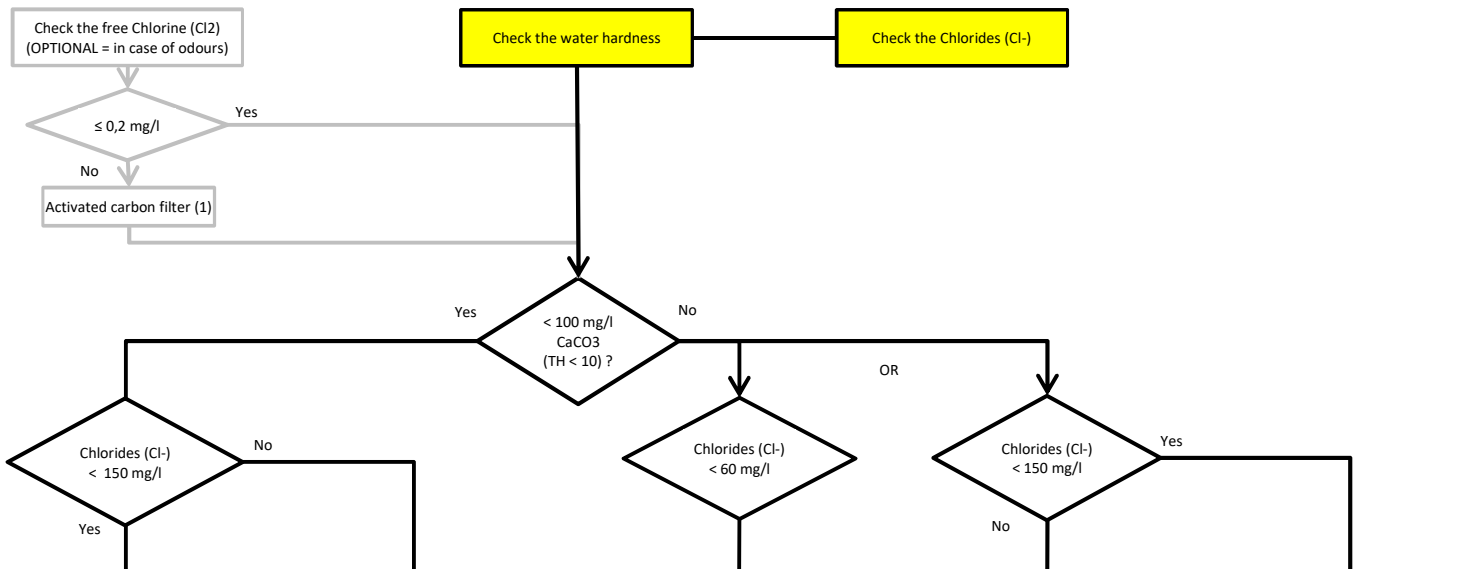 Check the free Chlorine (Cl2)
(OPTIONAL = in case of odours)
Check the water hardness
Check the Chlorides (Cl-)
≤ 0,2 mg/l
Yes
No
Activated carbon filter (1)
Yes
< 100 mg/l
CaCO3
(TH < 10) ?
No
OR
Chlorides (Cl-)
< 150 mg/l
No
Yes
Chlorides (Cl-)
< 60 mg/l
Chlorides (Cl-)
< 150 mg/l
Yes
No